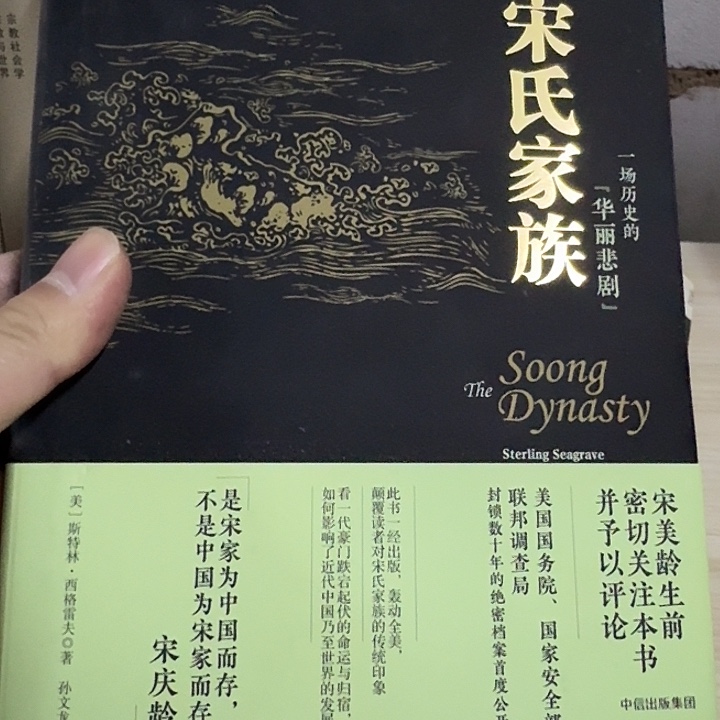 宋氏家族
一场历史的
『华丽悲剧』
The Soong
Dynasty
Sterling Seagrave
宋美龄生前
密切关注本书
并予以评论
美国国务院、国家安全部
联邦调查局
封锁数十年的绝密档案首度公开
此书一经出版，轰动全美，
颠覆读者对宋氏家族的传统印象
看一代豪门跌宕起伏的命运与归宿，
如何影响了近代中国乃至世界的发展
「是宋家为中国而存，
不是中国为宋家而存
宋庆龄
［美］斯特林·西格雷夫◎著 孙文龙
中信出版集团
宗教社会学